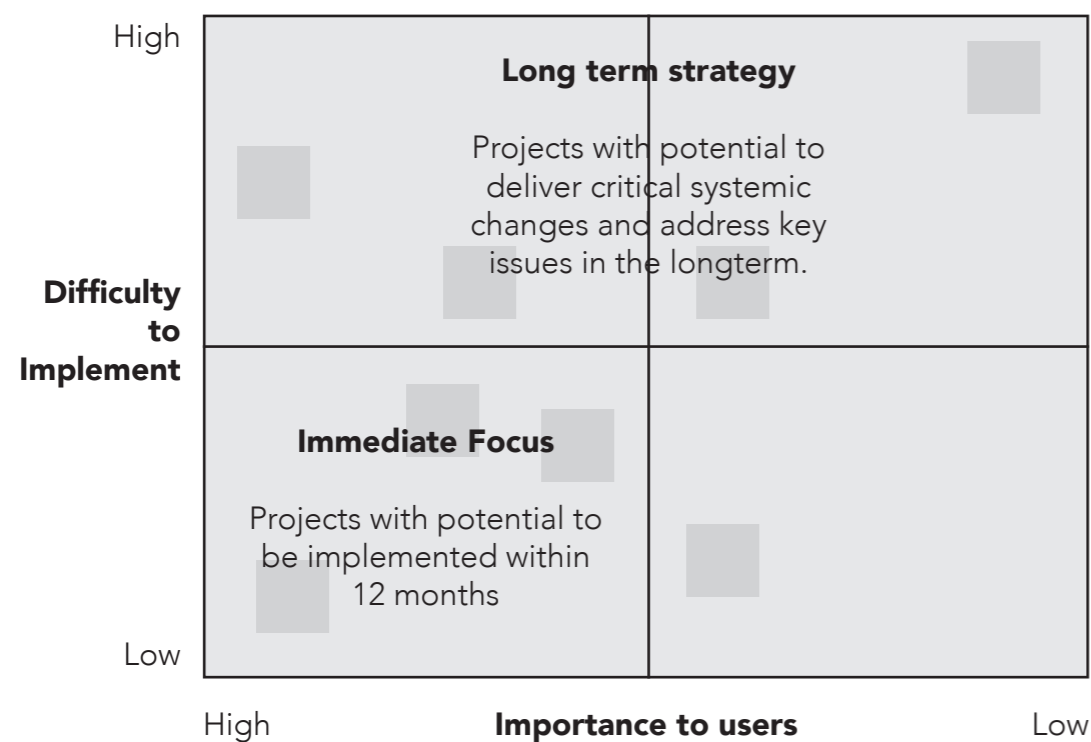 High
Long term strategy
Projects with potential to
deliver critical systemic
changes and address key
issues in the longterm.
Difficulty
to
Implement
Immediate Focus
Projects with potential to
be implemented within
12 months
Low
High
Importance to users
Low